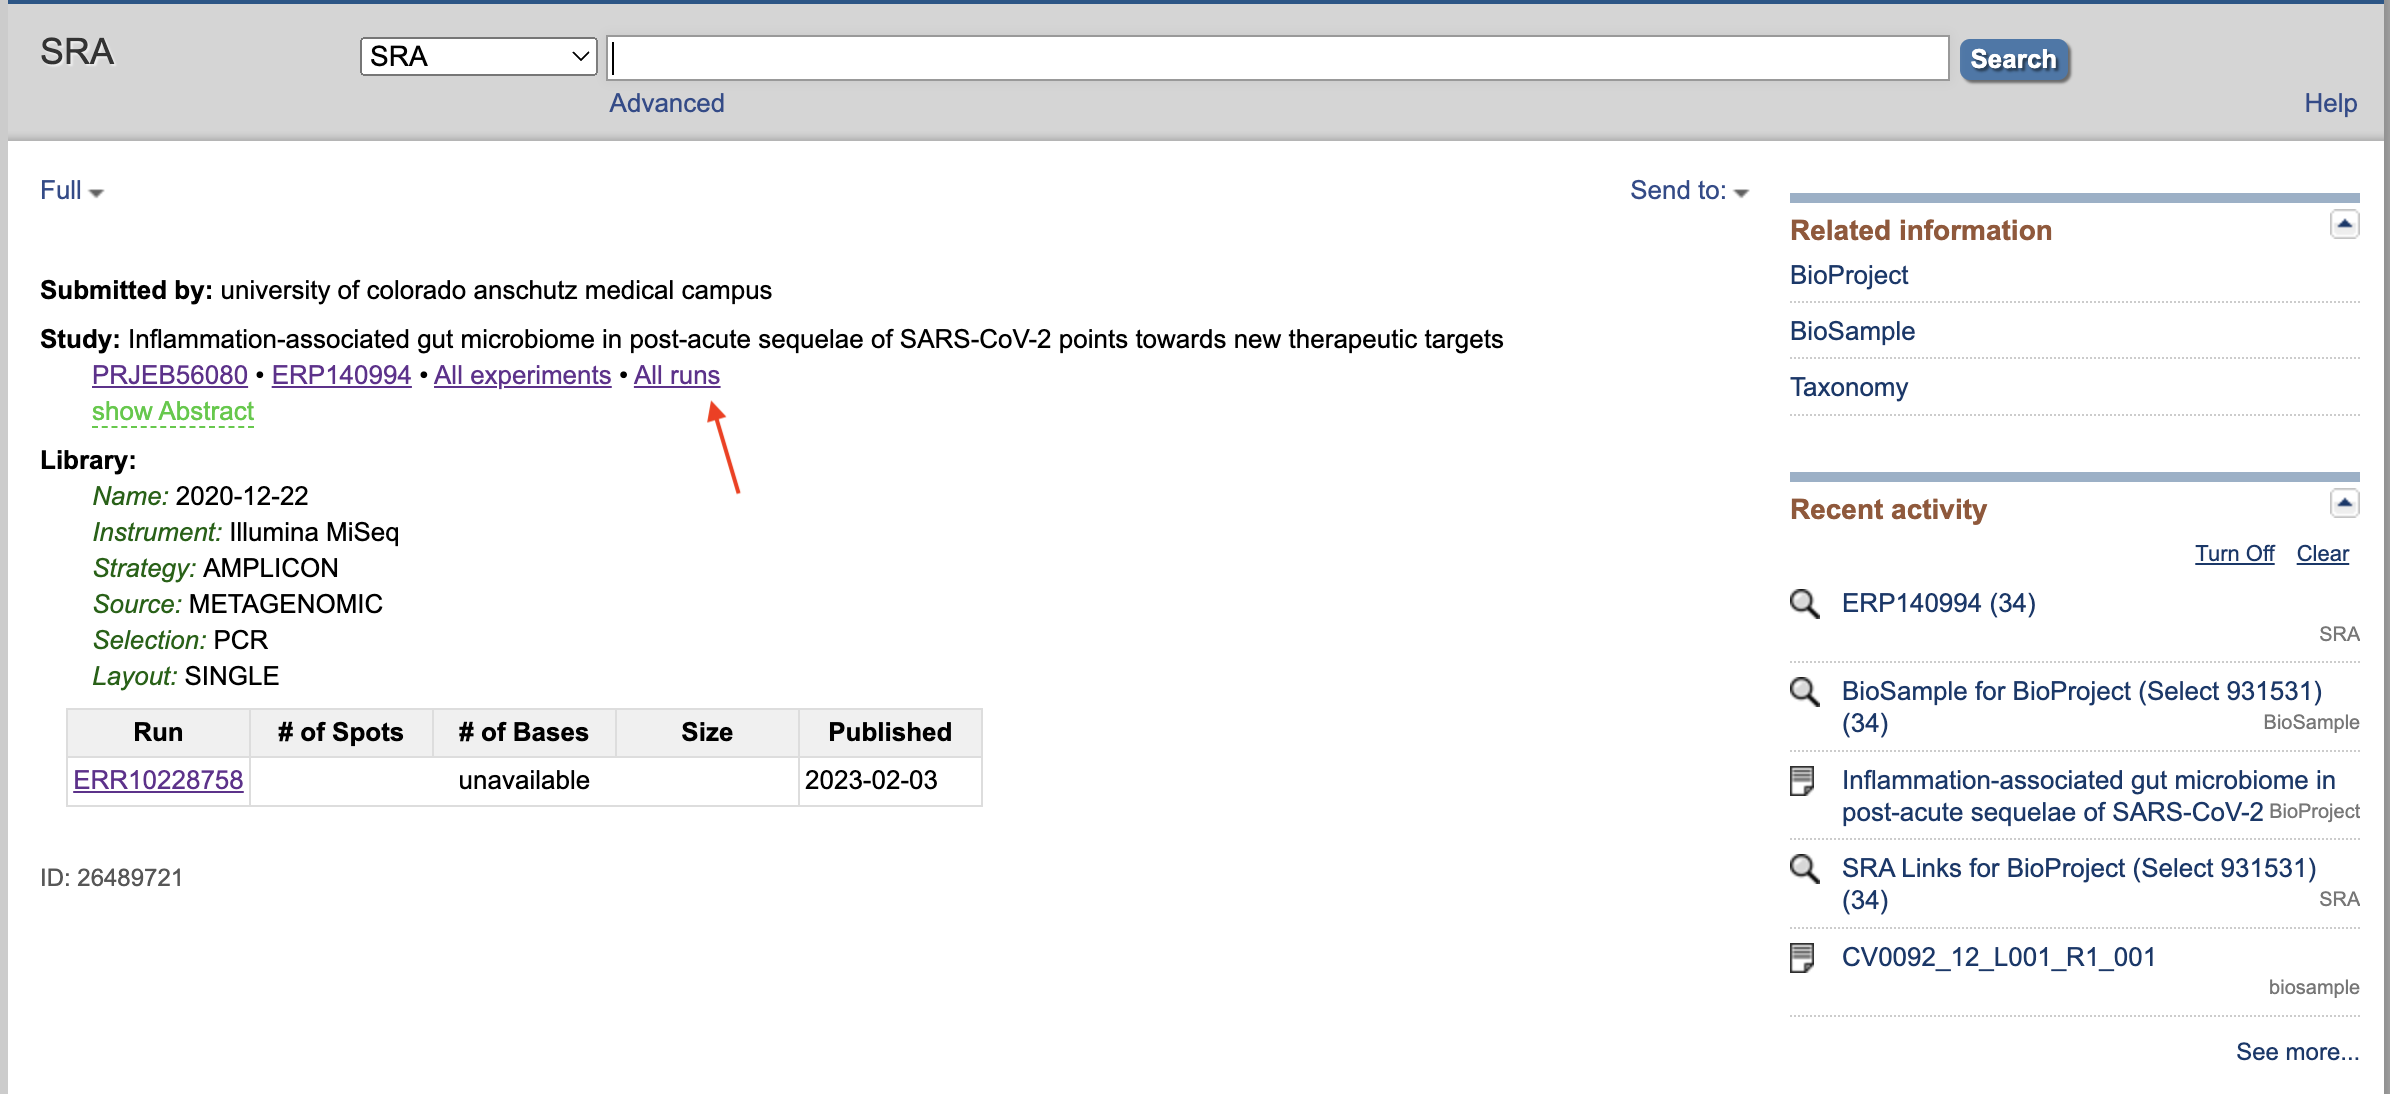 SRA
SRA
Search
Advanced
Help
Full
Send to:
Submitted by: university of colorado anschutz medical campus
Study: Inflammation-associated gut microbiome in post-acute sequelae of SARS-CoV-2 points towards new therapeutic targets
PRJEB56080 • ERP140994 • All experiments • All runs
show Abstract
Library:
Name: 2020-12-22
Instrument: Illumina MiSeq
Strategy: AMPLICON
Source: METAGENOMIC
Selection: PCR
Layout: SINGLE
Run # of Spots # of Bases Size Published
ERR10228758 unavailable 2023-02-03
ID: 26489721
Related information
BioProject
BioSample
Taxonomy
Recent activity
Turn Off Clear
ERP140994 (34)
SRA
BioSample for BioProject (Select 931531)
(34) BioSample
Inflammation-associated gut microbiome in
post-acute sequelae of SARS-CoV-2 BioProject
SRA Links for BioProject (Select 931531)
(34) SRA
CV0092_12_L001_R1_001
biosample
See more...